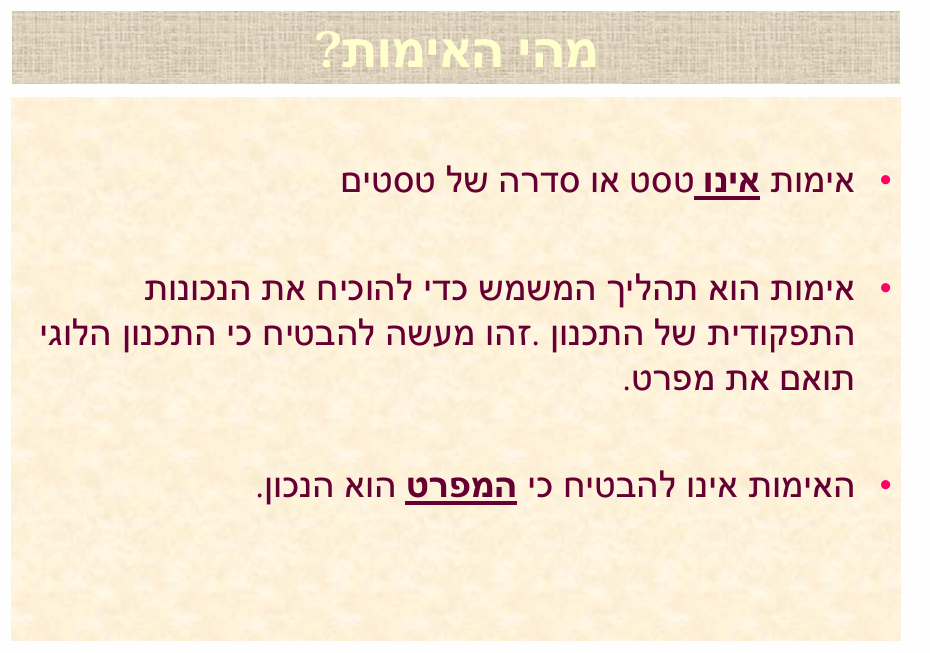 מהי האימות?
• אימות אינו טסט או סדרה של טסטים
• אימות הוא תהליך המשמש כדי להוכיח את הנכונות
התפקודית של התכנון .זהו מעשה להבטיח כי התכנון הלוגי
תואם את מפרט.
• האימות אינו להבטיח כי המפרט הוא הנכון.